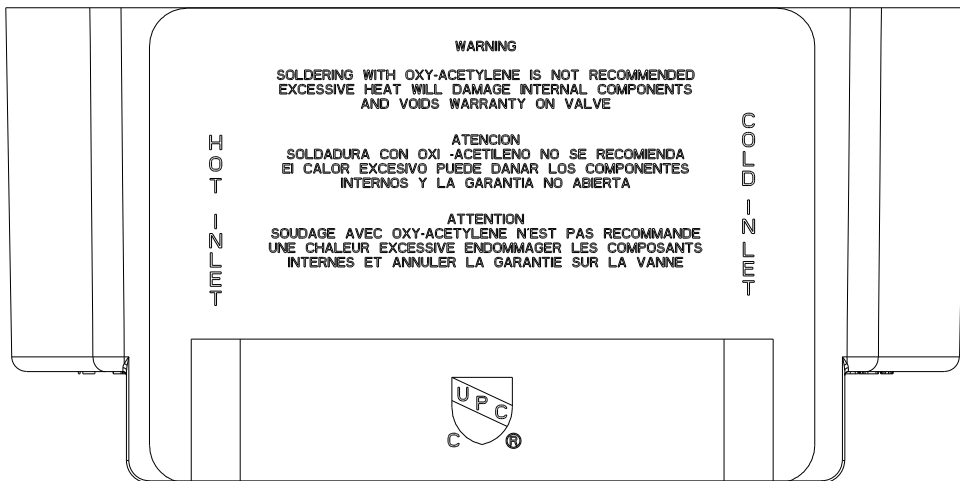 WARNING
SOLDERING WITH OXY-ACETYLENE IS NOT RECOMMENDED
EXCESSIVE HEAT WILL DAMAGE INTERNAL COMPONENTS
AND VOIDS WARRANTY ON VALVE
HOT INLET
COLD INLET
ATENCION
SOLDADURA CON OXI -ACETILENO NO SE RECOMIENDA
El CALOR EXCESIVO PUEDE DANAR LOS COMPONENTES
INTERNOS Y LA GARANTIA NO ABIERTA
ATTENTION
SOUDAGE AVEC OXY-ACETYLENE N'EST PAS RECOMMANDE
UNE CHALEUR EXCESSIVE ENDOMMAGER LES COMPOSANTS
INTERNES ET ANNULER LA GARANTIE SUR LA VANNE
UPC
C ®